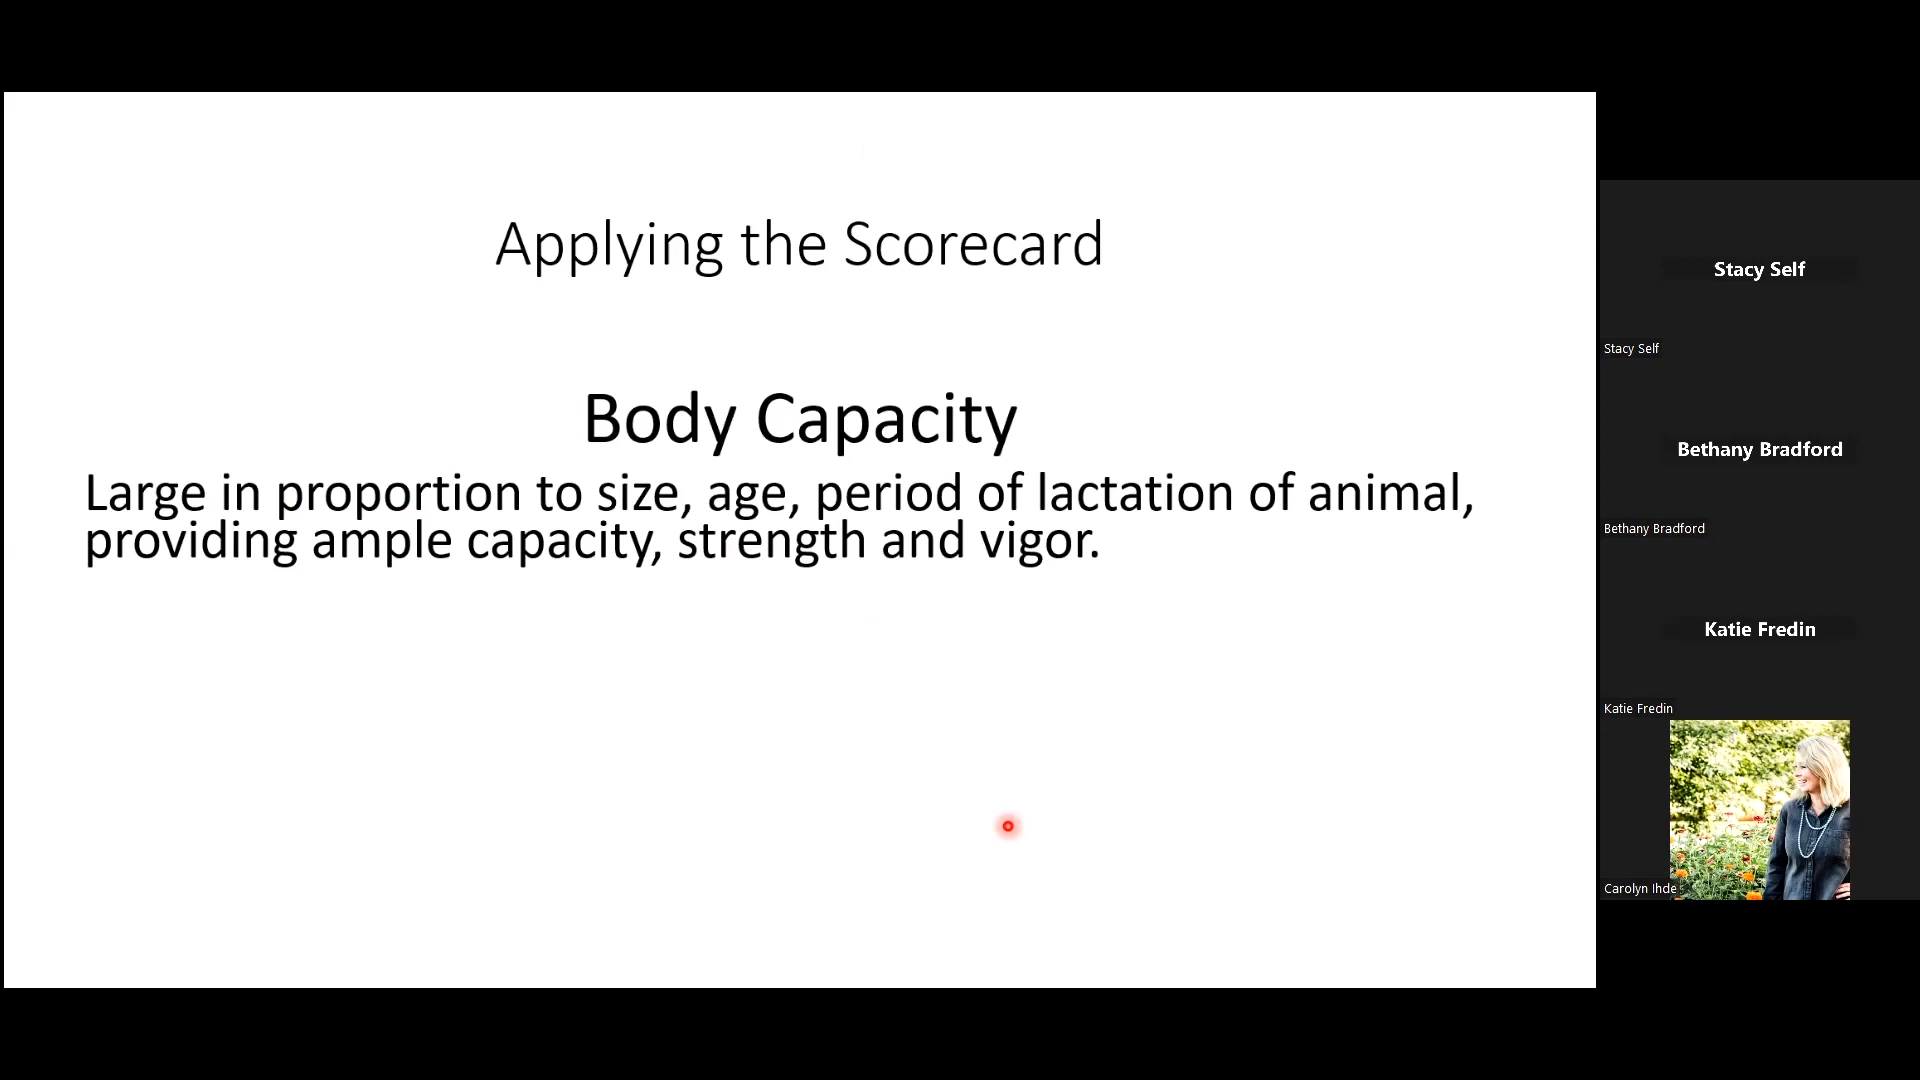 Applying the Scorecard
Body Capacity
Large in proportion to size, age, period of lactation of animal,
providing ample capacity, strength and vigor.
Stacy Self
Stacy Self
Bethany Bradford
Bethany Bradford
Katie Fredin
Katie Fredin
Carolyn Ihde